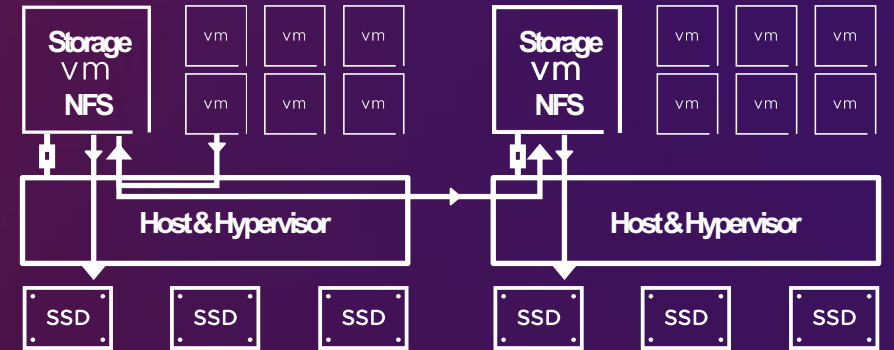 Storage
vm
NFS
vm vm vm
vm vm vm
Storage
vm
NFS
vm vm vm
vm vm vm
Host & Hypervisor
Host & Hypervisor
SSD SSD SSD
SSD SSD SSD